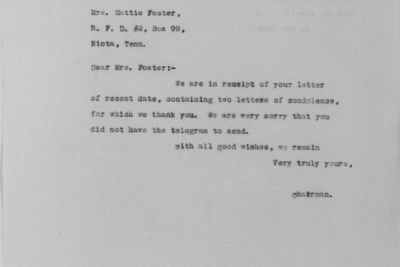 Mrs. Mattie Foster,
R. F. D. #2, Box 99,
Niota, Tenn.
Dear Mrs. Foster:-
We are in receipt of your letter
of recent date, containing two letters of condolence,
for which we thank you. We are very sorry that you
did not have the telegram to send.
with all good wishes, we remain
Very truly yours,
Chairman.